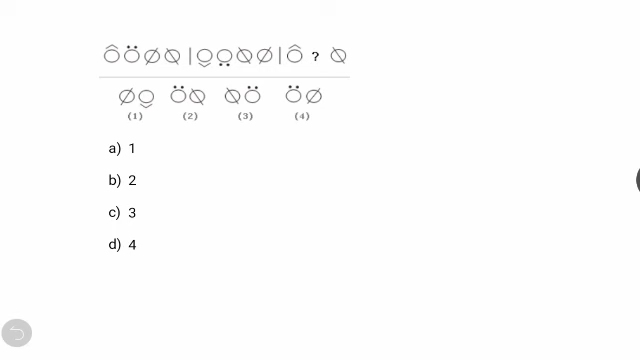 ?
(1) (2) (3) (4)
a) 1
b) 2
c) 3
d) 4